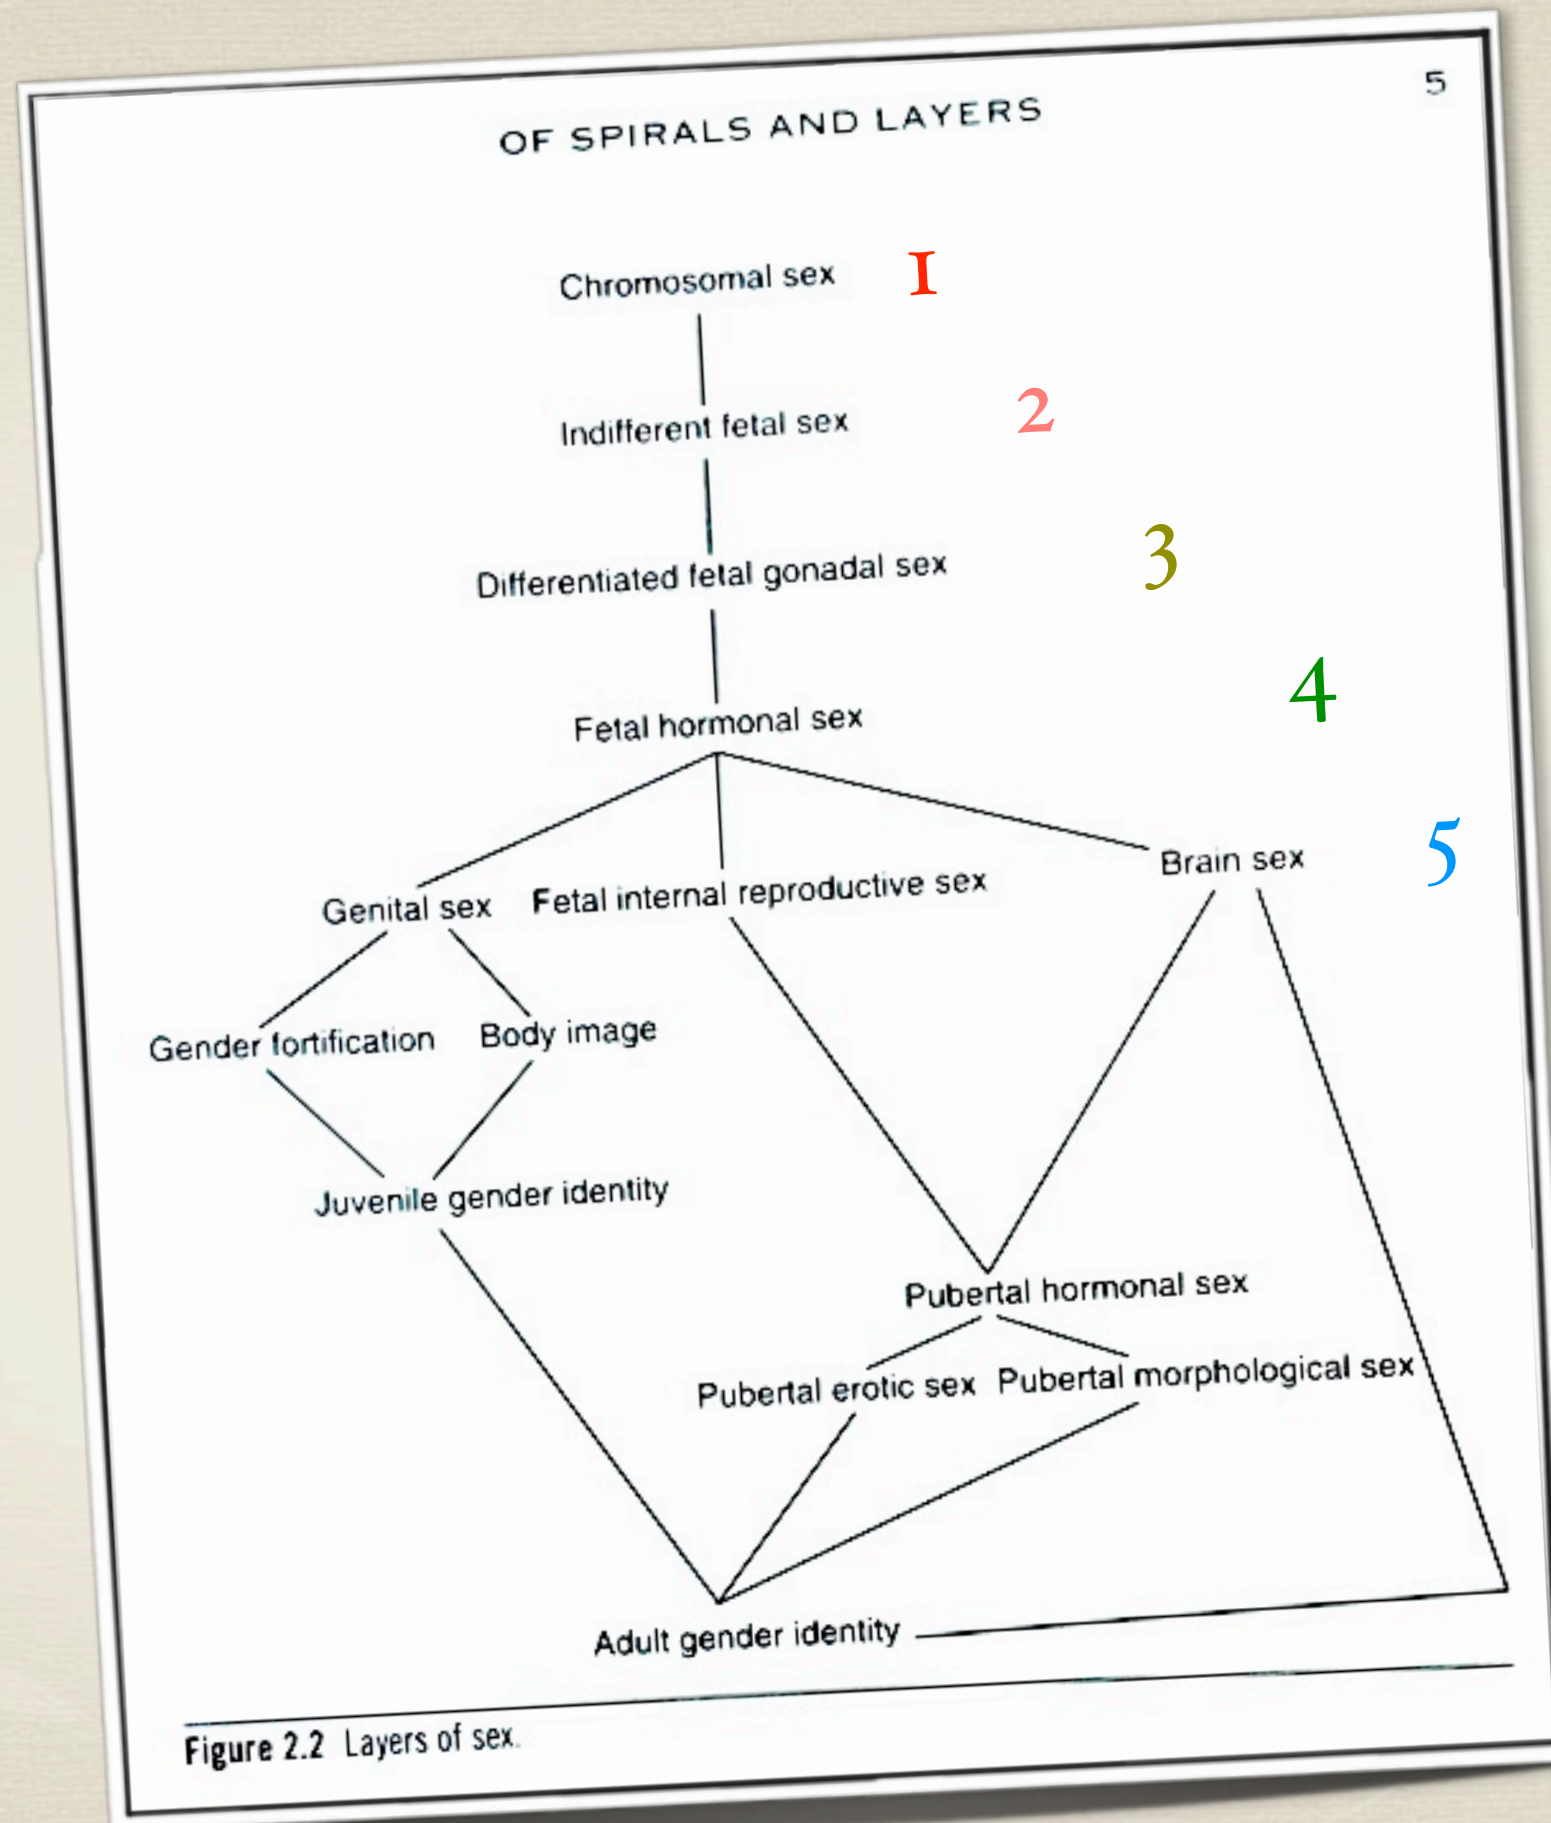 OF SPIRALS AND LAYERS 5
Chromosomal sex 1
Indifferent fetal sex 2
Differentiated fetal gonadal sex 3
Fetal hormonal sex 4
Genital sex Fetal internal reproductive sex Brain sex 5
Gender fortification Body image
Juvenile gender identity
Pubertal hormonal sex
Pubertal erotic sex Pubertal morphological sex
Adult gender identity
Figure 2.2 Layers of sex.